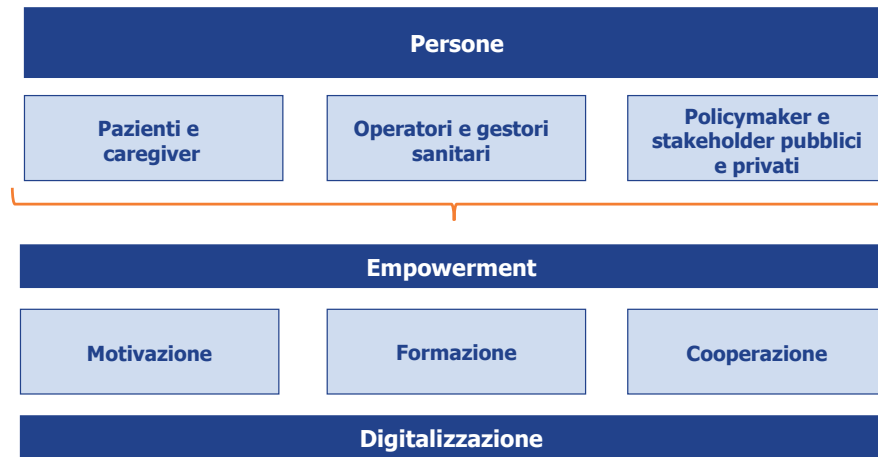 Persone
Pazienti e
caregiver
Operatori e gestori
sanitari
Policymaker e
stakeholder pubblici
e privati
Empowerment
Motivazione
Formazione
Cooperazione
Digitalizzazione